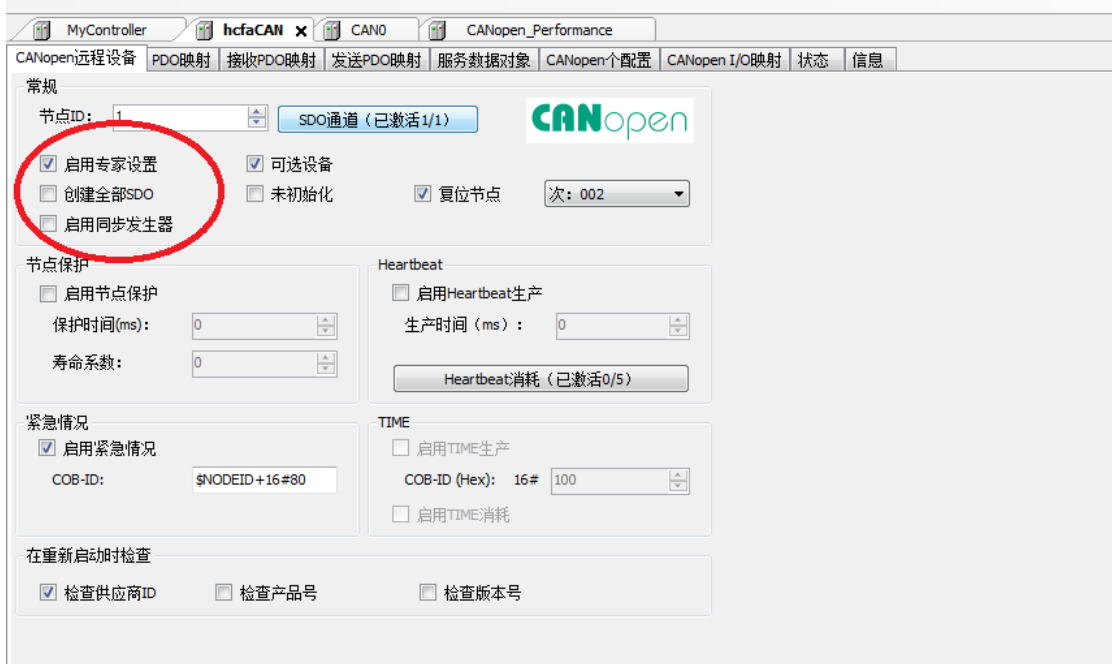 MyController hcfaCAN CAN0 CANopen_Performance
CANopen远程设备 PDO映射 接收PDO映射 发送PDO映射 服务数据对象 CANopen个配置 CANopen I/O映射 状态 信息
常规
节点ID: 1 SDO通道（已激活1/1） CANopen
启用专家设置 可选设备
创建全部SDO 未初始化 复位节点 次: 002
启用同步发生器
节点保护
启用节点保护
保护时间(ms): 0
寿命系数: 0
Heartbeat
启用Heartbeat生产
生产时间（ms）: 0
Heartbeat消耗（已激活0/5）
紧急情况
启用紧急情况
COB-ID: $NODEID+16#80
TIME
启用TIME生产
COB-ID (Hex): 16# 100
启用TIME消耗
在重新启动时检查
检查供应商ID 检查产品号 检查版本号